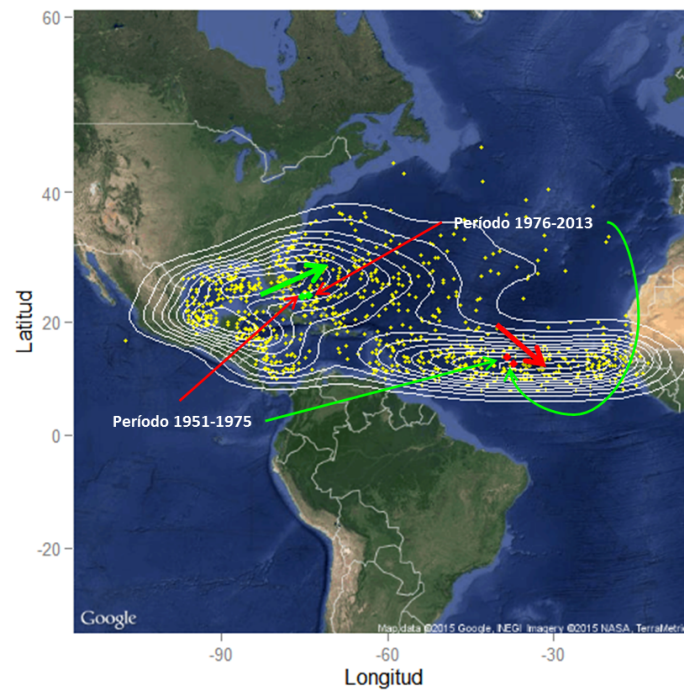 60
40
20
0
-20
Latitud
Período 1976-2013
Período 1951-1975
Google
Map data ©2015 Google, INEGI Imagery ©2015 NASA, TerraMetric
-90
-60
-30
Longitud